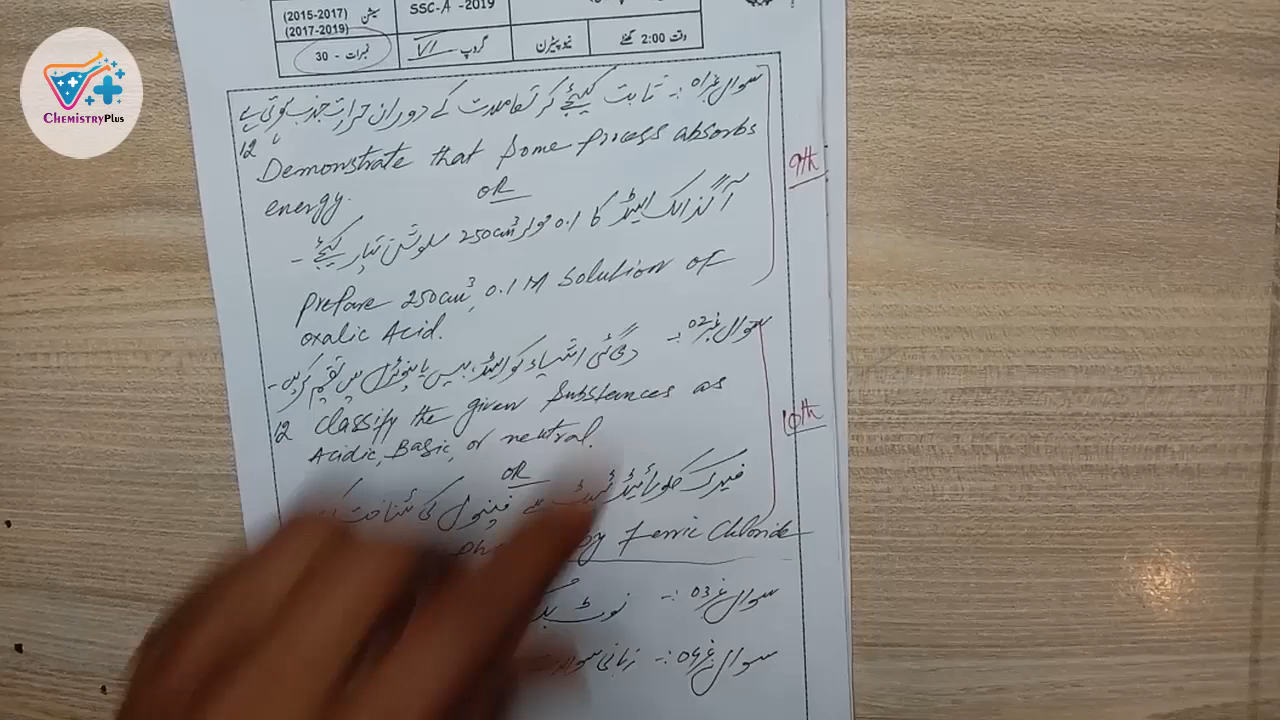 ChemistryPlus
سیشن (2015-2017) (2017-2019)
SSC-A -2019
نمبرات - 30
گروپ VI
نیو پیٹرن
وقت 2:00 گھنٹے
سوال نمبر 01 :- ثابت کیجئے کہ تعاملات کے دوران حرارت جذب ہوتی ہے
12
Demonstrate that Some Process absorbs
energy.
OR
آگزالک ایسڈ کا 0.1 مولر 250cm³ سلوشن تیار کیجئے -
Prepare 250cm³, 0.1 M Solution of
oxalic Acid.
9th
سوال نمبر 02 :-
دی گئی اشیاء کو ایسڈ، بیس یا نیوٹرل میں تقسیم کریں -
12 Classify the given Substances as
Acidic, Basic, or neutral.
10th
OR
فیرک کلورائیڈ ٹیسٹ سے فینول کی شناخت
by Ferric Chloride
سوال نمبر 03 :- نوٹ بک
سوال نمبر 04 :- زبانی